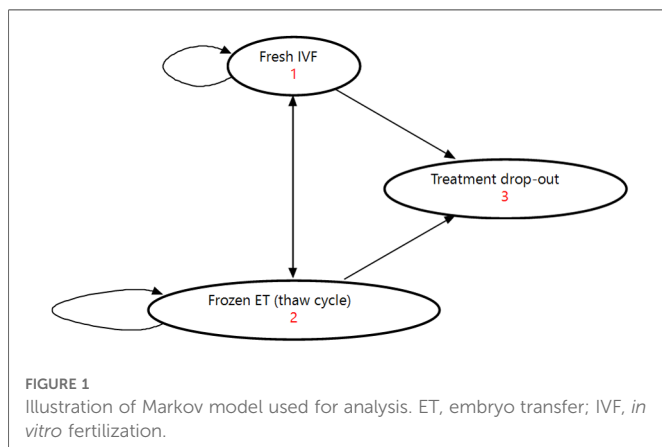 Fresh IVF
1
Treatment drop-out
3
Frozen ET (thaw cycle)
2
FIGURE 1
Illustration of Markov model used for analysis. ET, embryo transfer; IVF, in
vitro fertilization.